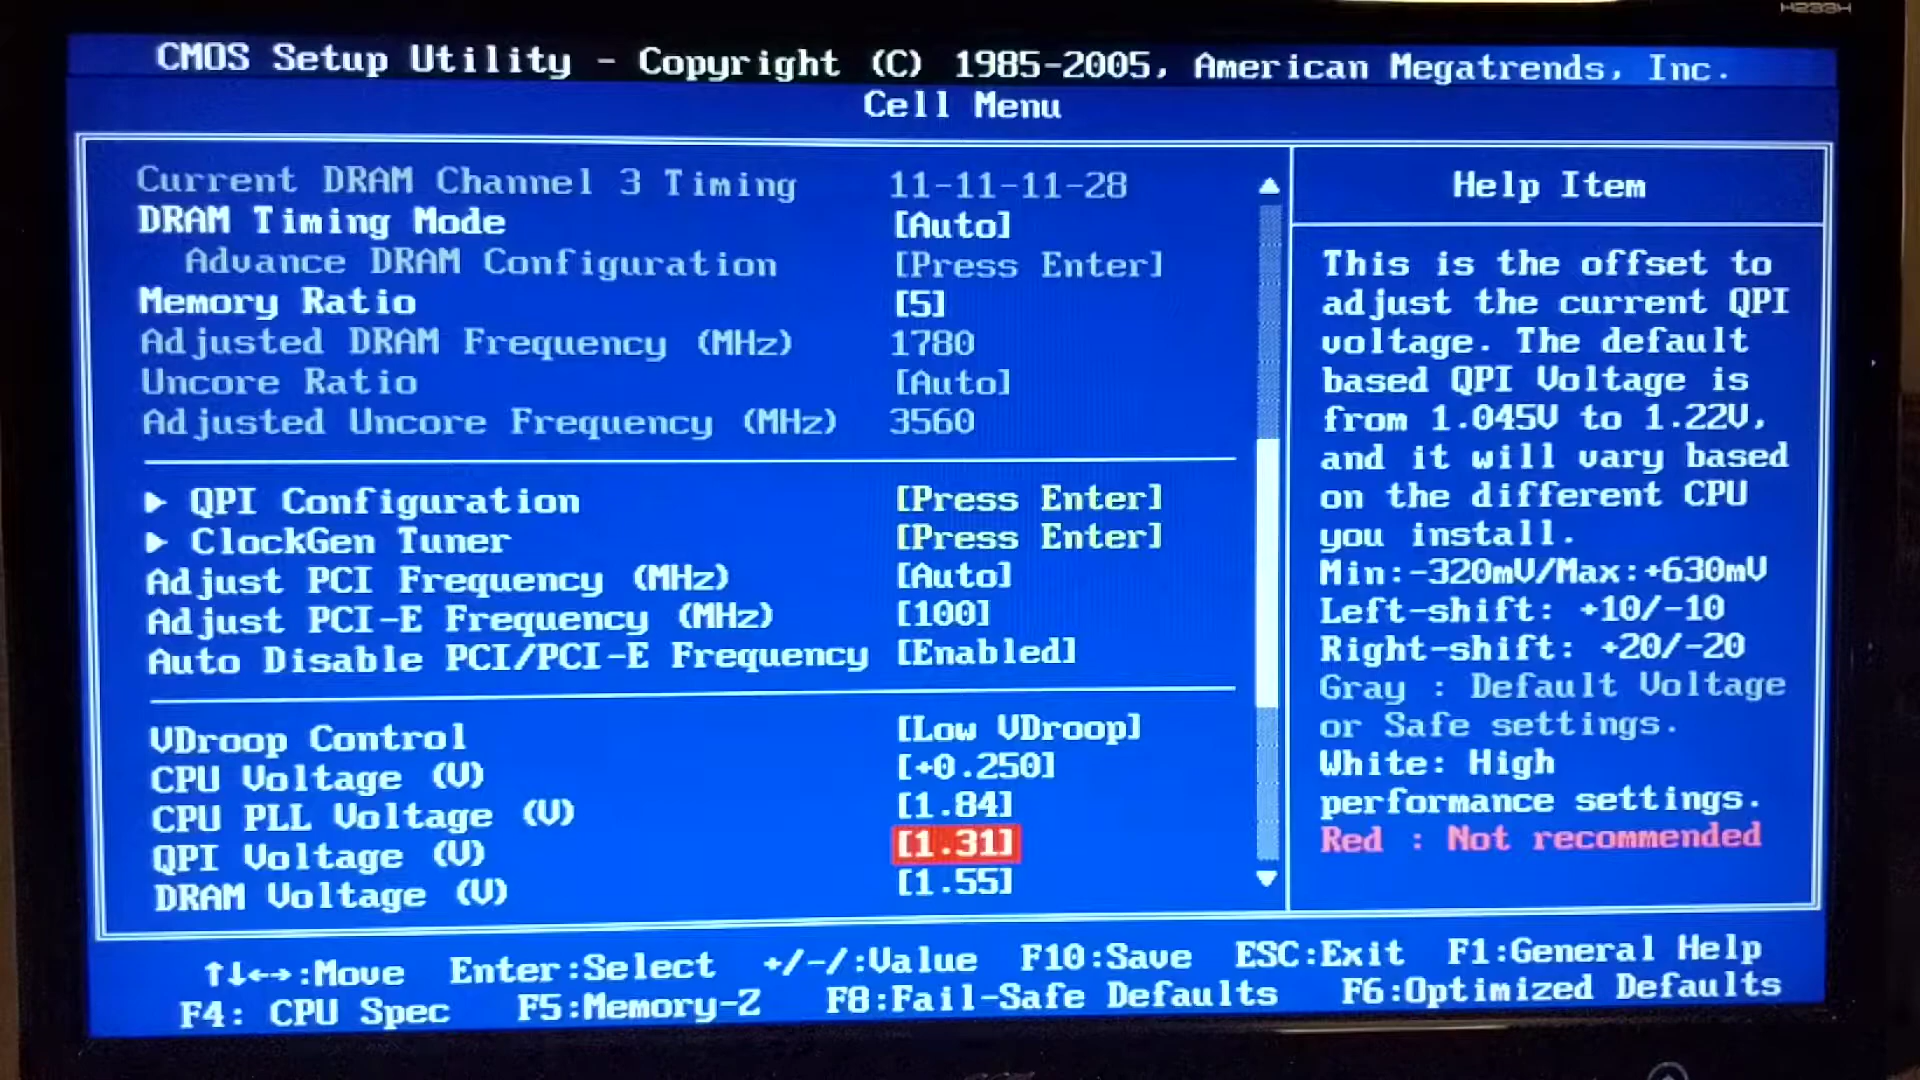 H233H
CMOS Setup Utility - Copyright (C) 1985-2005, American Megatrends, Inc.
Cell Menu
Current DRAM Channel 3 Timing 11-11-11-28
DRAM Timing Mode [Auto]
Advance DRAM Configuration [Press Enter]
Memory Ratio [5]
Adjusted DRAM Frequency (MHz) 1780
Uncore Ratio [Auto]
Adjusted Uncore Frequency (MHz) 3560
QPI Configuration [Press Enter]
ClockGen Tuner [Press Enter]
Adjust PCI Frequency (MHz) [Auto]
Adjust PCI-E Frequency (MHz) [100]
Auto Disable PCI/PCI-E Frequency [Enabled]
VDroop Control [Low VDroop]
CPU Voltage (V) [+0.250]
CPU PLL Voltage (V) [1.84]
QPI Voltage (V) [1.31]
DRAM Voltage (V) [1.55]
Help Item
This is the offset to
adjust the current QPI
voltage. The default
based QPI Voltage is
from 1.045V to 1.22V,
and it will vary based
on the different CPU
you install.
Min:-320mV/Max:+630mV
Left-shift: +10/-10
Right-shift: +20/-20
Gray : Default Voltage
or Safe settings.
White: High
performance settings.
Red : Not recommended
↑↓←→:Move Enter:Select +/-/:Value F10:Save ESC:Exit F1:General Help
F4: CPU Spec F5:Memory-Z F8:Fail-Safe Defaults F6:Optimized Defaults